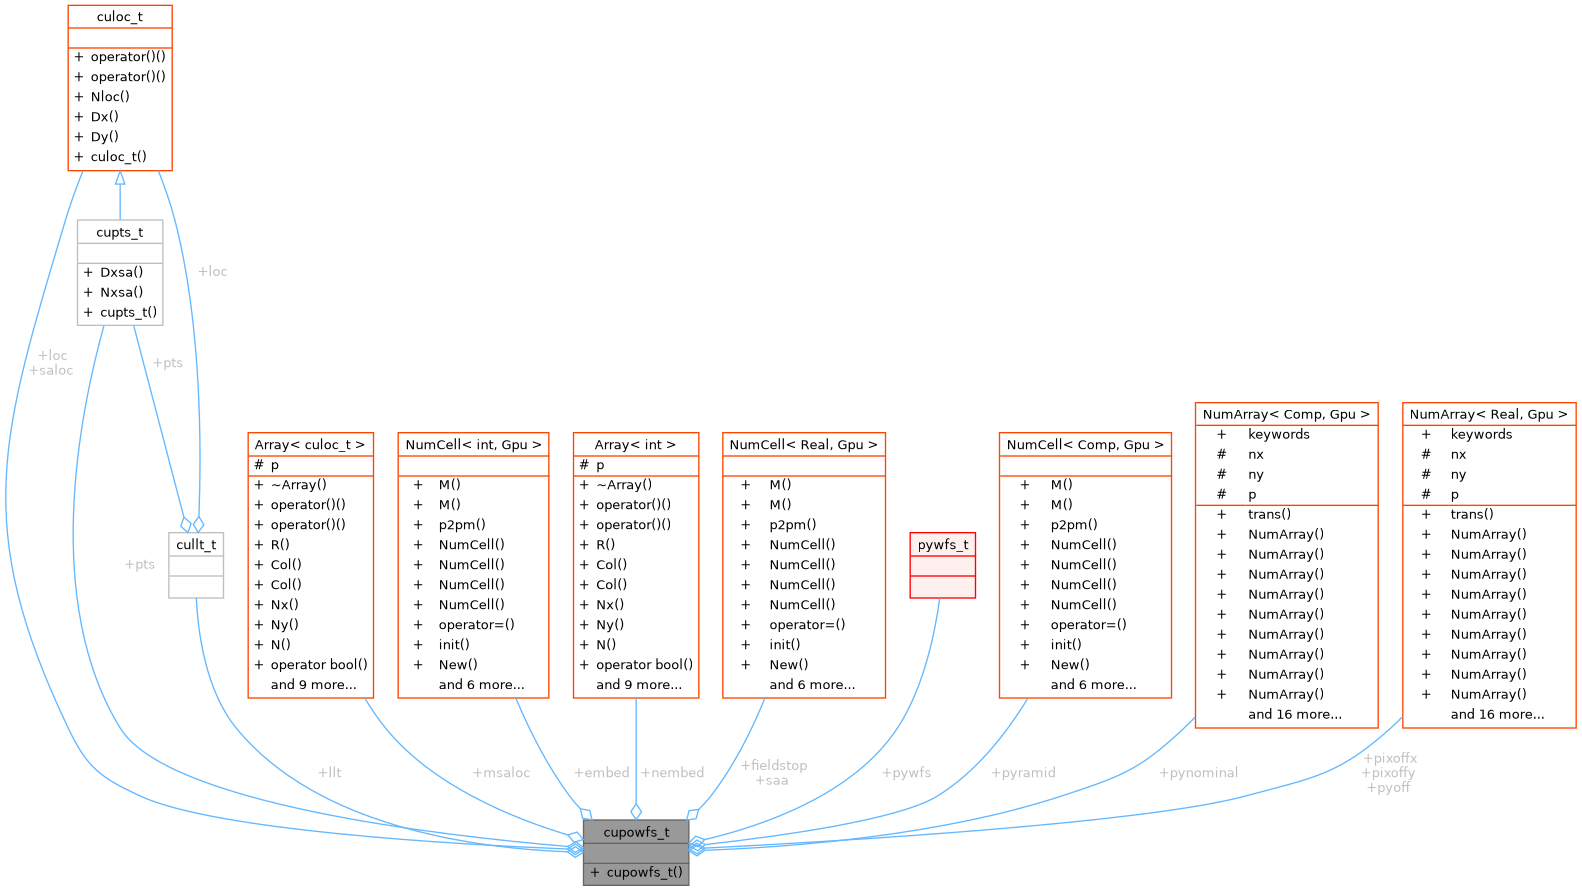 culoc_t
+ operator()()
+ operator()()
+ Nloc()
+ Dx()
+ Dy()
+ culoc_t()
cupts_t
+ Dxsa()
+ Nxsa()
+ cupts_t()
+loc
+loc
+saloc
+pts
+pts
cullt_t
Array< culoc_t >
# p
+ ~Array()
+ operator()()
+ operator()()
+ R()
+ Col()
+ Col()
+ Nx()
+ Ny()
+ N()
+ operator bool()
and 9 more...
NumCell< int, Gpu >
+ M()
+ M()
+ p2pm()
+ NumCell()
+ NumCell()
+ NumCell()
+ NumCell()
+ operator=()
+ init()
+ New()
and 6 more...
Array< int >
# p
+ ~Array()
+ operator()()
+ operator()()
+ R()
+ Col()
+ Col()
+ Nx()
+ Ny()
+ N()
+ operator bool()
and 9 more...
NumCell< Real, Gpu >
+ M()
+ M()
+ p2pm()
+ NumCell()
+ NumCell()
+ NumCell()
+ NumCell()
+ operator=()
+ init()
+ New()
and 6 more...
pywfs_t
NumCell< Comp, Gpu >
+ M()
+ M()
+ p2pm()
+ NumCell()
+ NumCell()
+ NumCell()
+ NumCell()
+ operator=()
+ init()
+ New()
and 6 more...
NumArray< Comp, Gpu >
+ keywords
# nx
# ny
# p
+ trans()
+ NumArray()
+ NumArray()
+ NumArray()
+ NumArray()
+ NumArray()
+ NumArray()
+ NumArray()
+ NumArray()
+ NumArray()
and 16 more...
NumArray< Real, Gpu >
+ keywords
# nx
# ny
# p
+ trans()
+ NumArray()
+ NumArray()
+ NumArray()
+ NumArray()
+ NumArray()
+ NumArray()
+ NumArray()
+ NumArray()
+ NumArray()
and 16 more...
+llt
+msaloc
+embed
+nembed
+fieldstop
+saa
+pywfs
+pyramid
+pynominal
+pixoffx
+pixoffy
+pyoff
cupowfs_t
+ cupowfs_t()